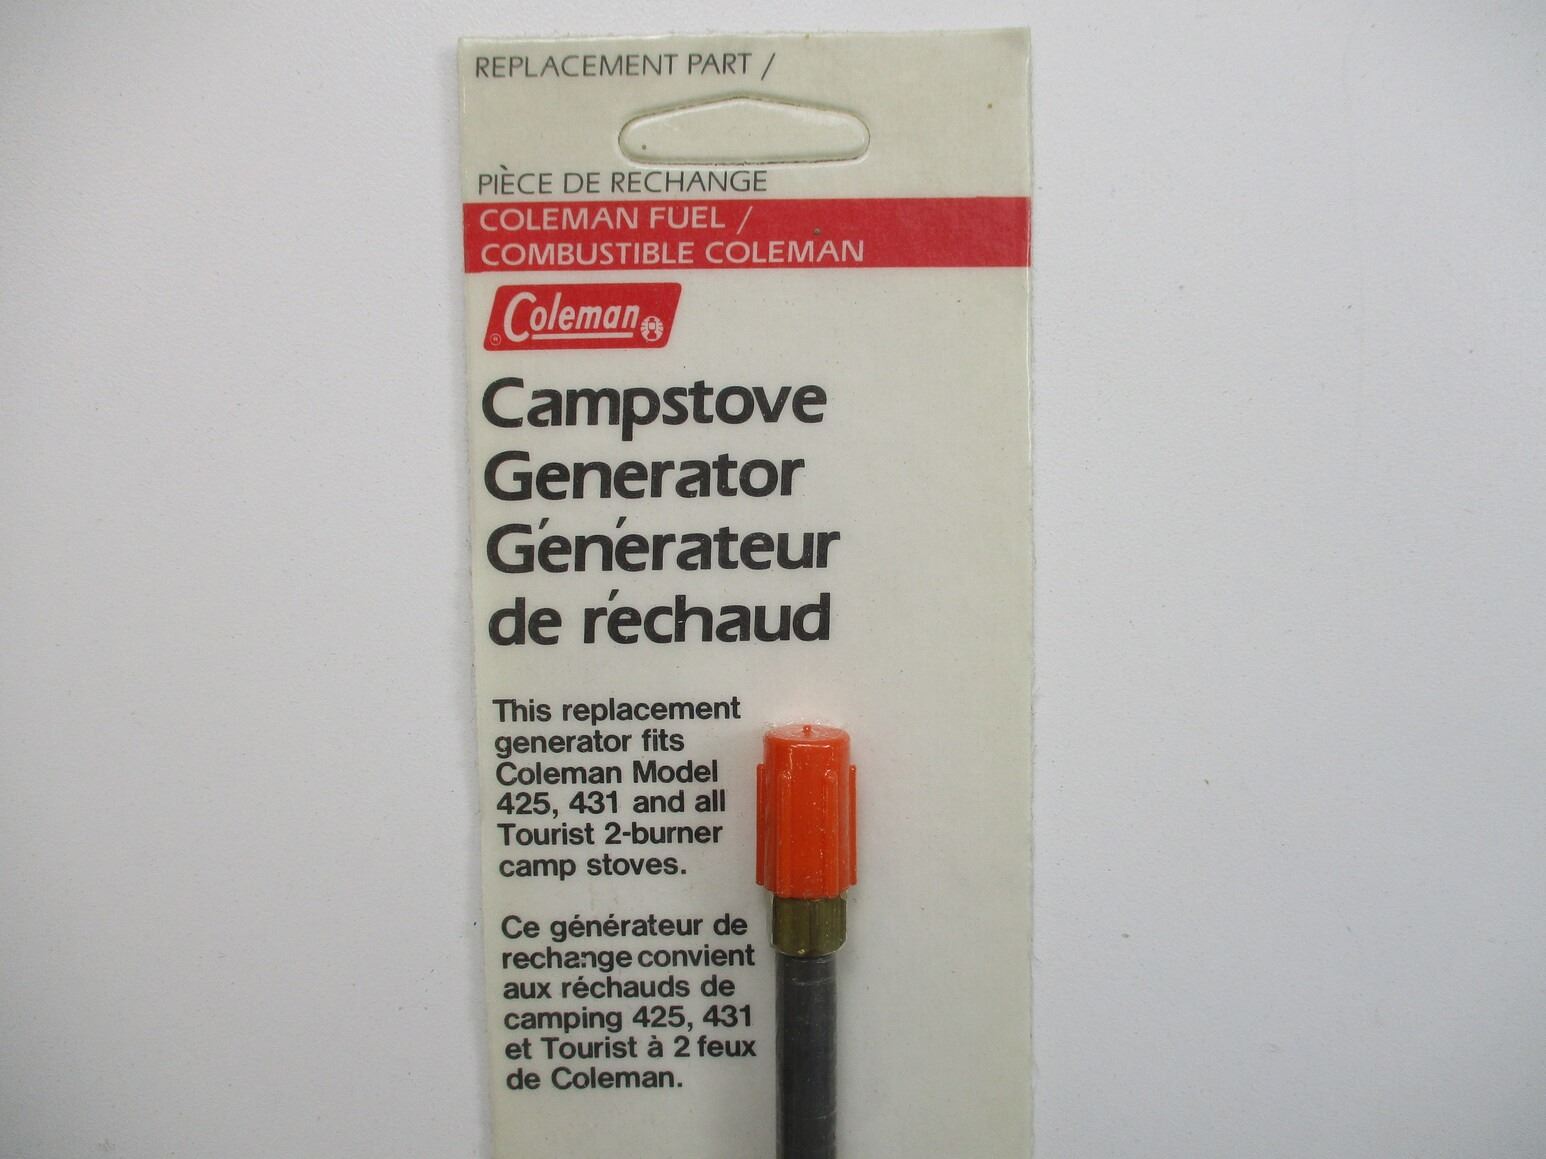 REPLACEMENT PART /
PIÈCE DE RECHANGE
COLEMAN FUEL /
COMBUSTIBLE COLEMAN
Coleman
Campstove
Generator
Générateur
de réchaud
This replacement
generator fits
Coleman Model
425, 431 and all
Tourist 2-burner
camp stoves.
Ce générateur de
rechange convient
aux réchauds de
camping 425, 431
et Tourist à 2 feux
de Coleman.